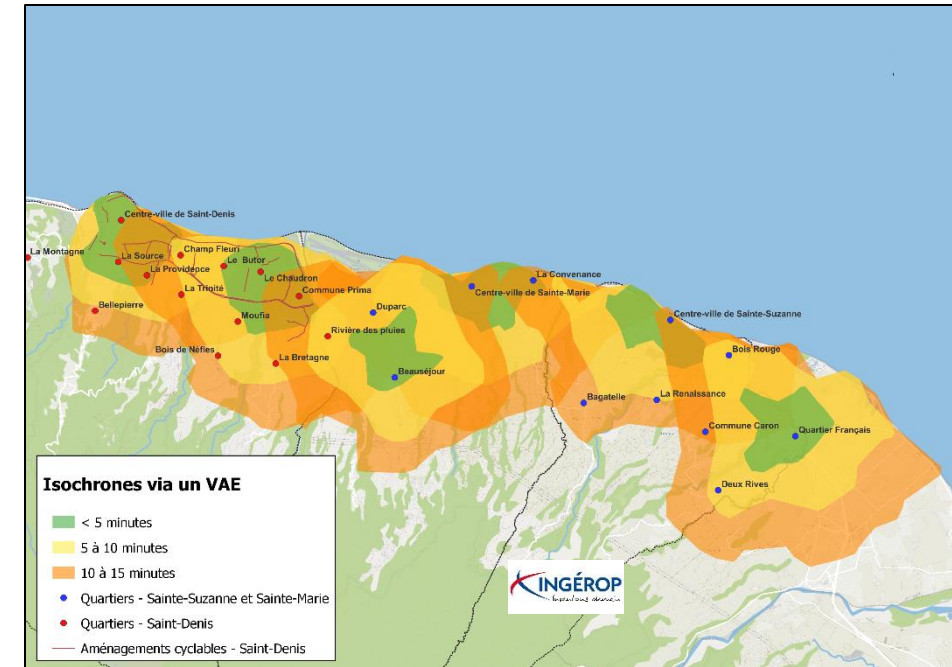 Centre-ville de Saint-Denis
La Montagne
La Source
Champ Fleuri
Le Butor
La Providence
Le Chaudron
La Trinité
Commune Prima
Bellepierre
Moufia
Duparc
Rivière des pluies
Bois de Néfles
La Bretagne
Beauséjour
La Convenance
Centre-ville de Sainte-Marie
Centre-ville de Sainte-Suzanne
Bois Rouge
Bagatelle
La Renaissance
Commune Caron
Quartier Français
Deux Rives
Isochrones via un VAE
< 5 minutes
5 à 10 minutes
10 à 15 minutes
Quartiers - Sainte-Suzanne et Sainte-Marie
Quartiers - Saint-Denis
Aménagements cyclables - Saint-Denis
INGÉROP